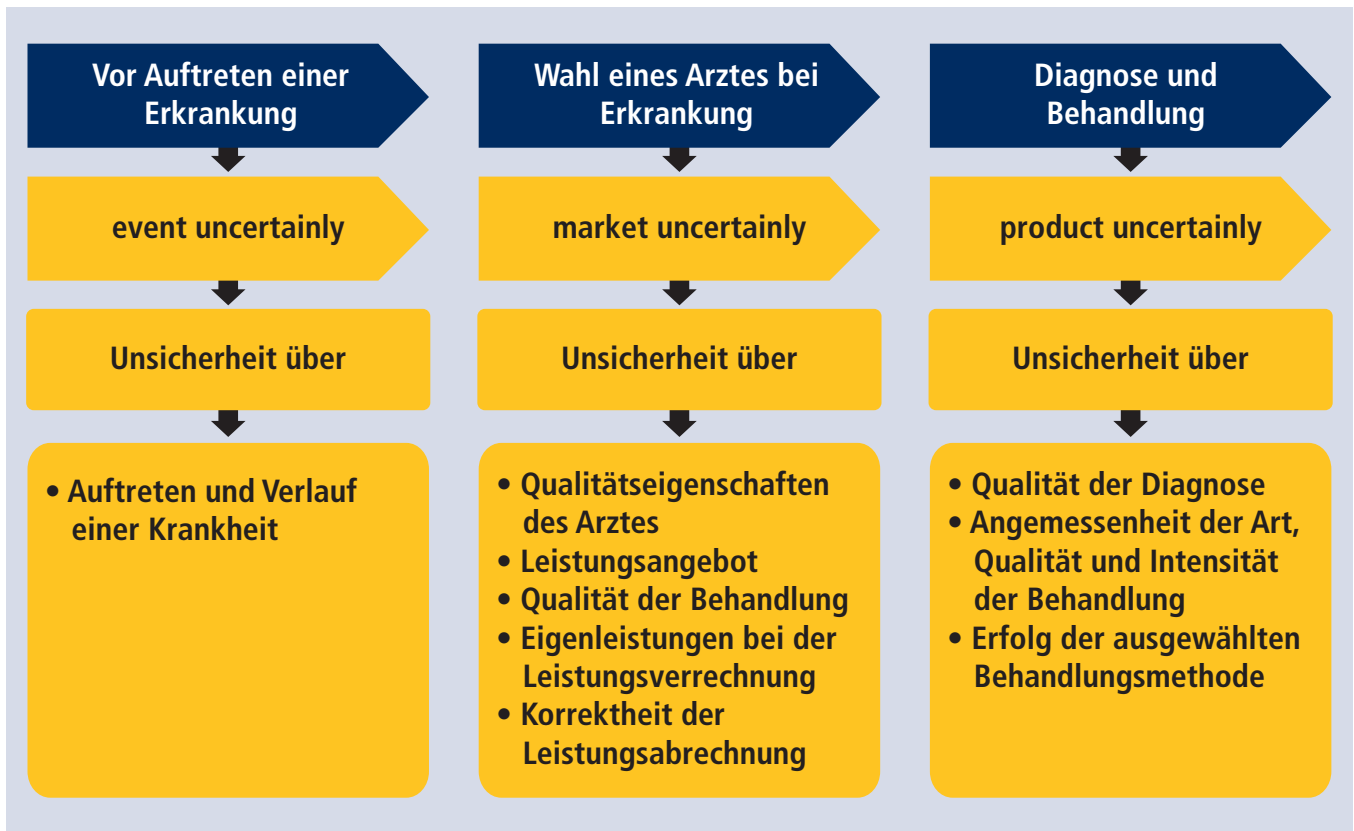 Vor Auftreten einer
Erkrankung
event uncertainly
Unsicherheit über
• Auftreten und Verlauf
einer Krankheit
Wahl eines Arztes bei
Erkrankung
market uncertainly
Unsicherheit über
• Qualitätseigenschaften
des Arztes
• Leistungsangebot
• Qualität der Behandlung
• Eigenleistungen bei der
Leistungsverrechnung
• Korrektheit der
Leistungsabrechnung
Diagnose und
Behandlung
product uncertainly
Unsicherheit über
• Qualität der Diagnose
• Angemessenheit der Art,
Qualität und Intensität
der Behandlung
• Erfolg der ausgewählten
Behandlungsmethode